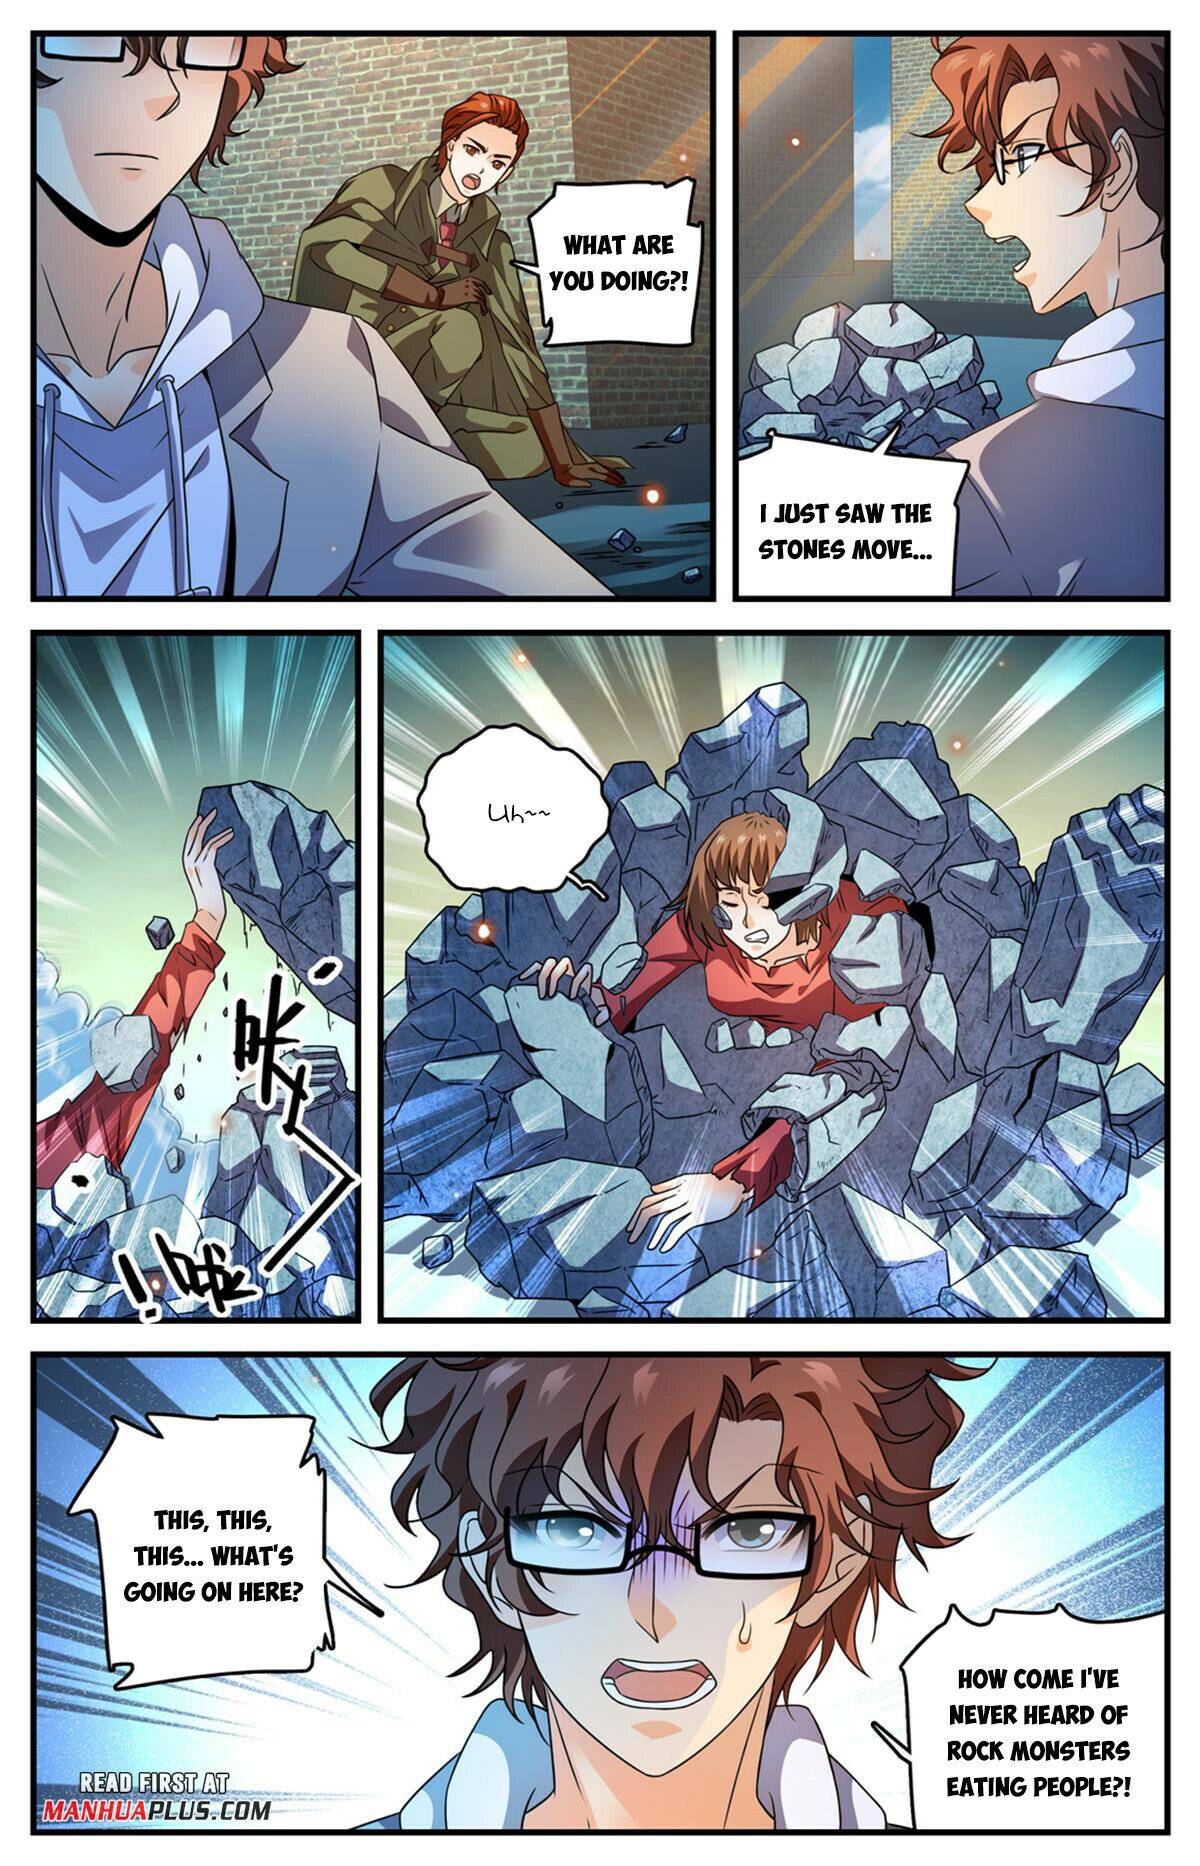 WHAT ARE
YOU DOING?!
I JUST SAW THE
STONES MOVE...
Uh~~
咔
!
THIS, THIS,
THIS... WHAT'S
GOING ON HERE?
HOW COME I'VE
NEVER HEARD OF
ROCK MONSTERS
EATING PEOPLE?!
READ FIRST AT
MANHUAPLUS.COM